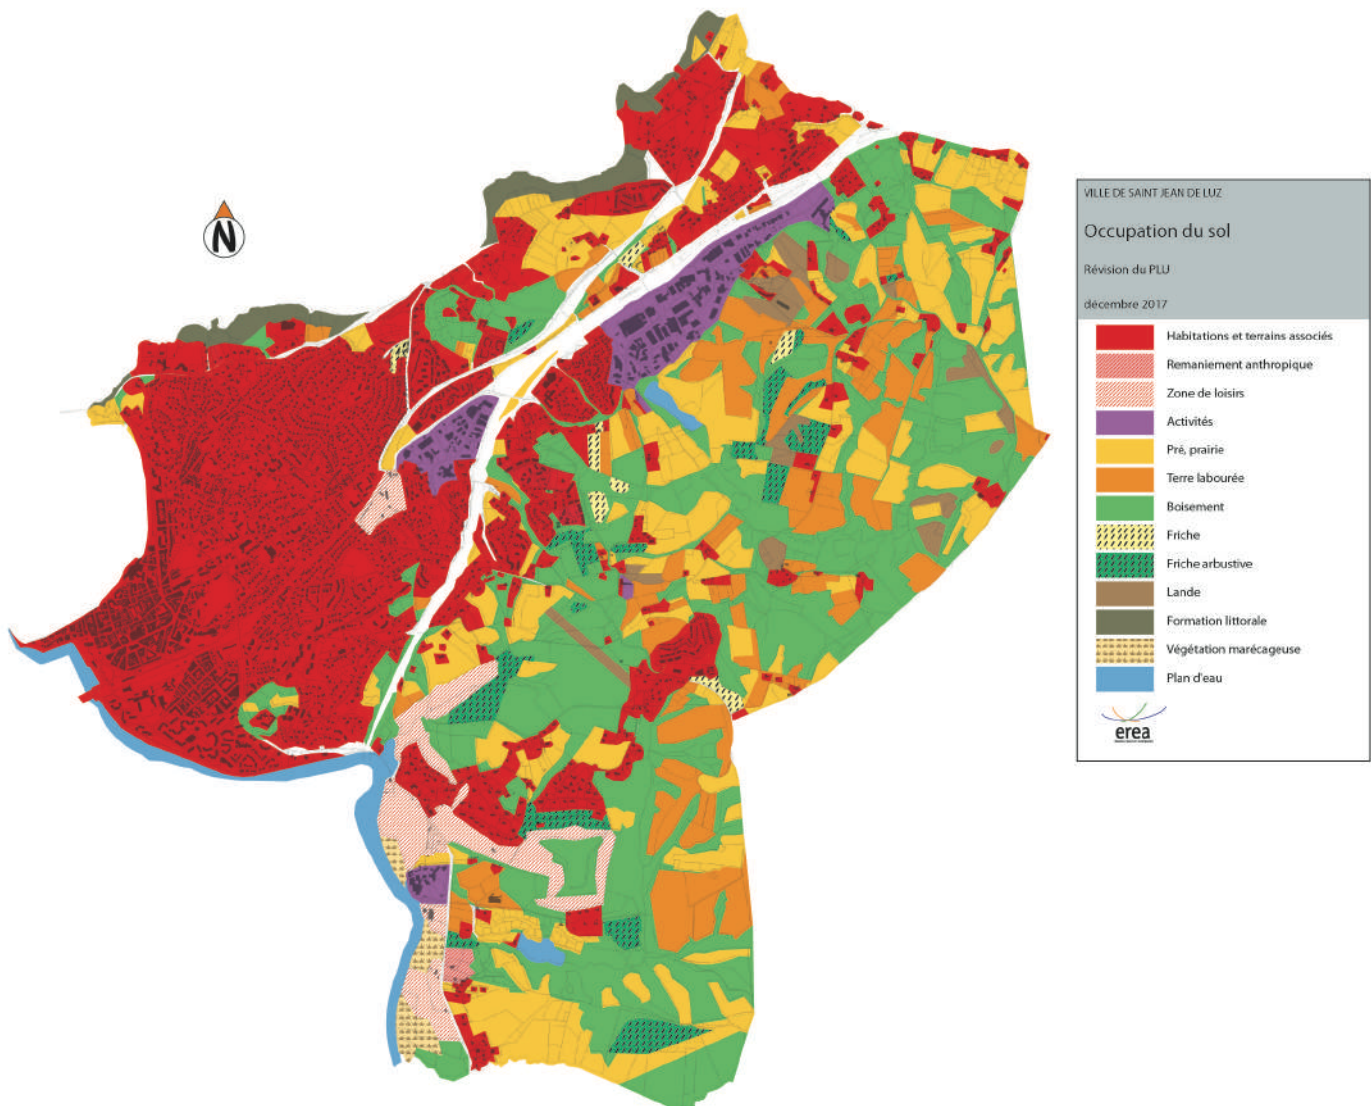 N
VILLE DE SAINT JEAN DE LUZ
Occupation du sol
Révision du PLU
décembre 2017
Habitations et terrains associés
Remaniement anthropique
Zone de loisirs
Activités
Pré, prairie
Terre labourée
Boisement
Friche
Friche arbustive
Lande
Formation littorale
Végétation marécageuse
Plan d'eau
erea